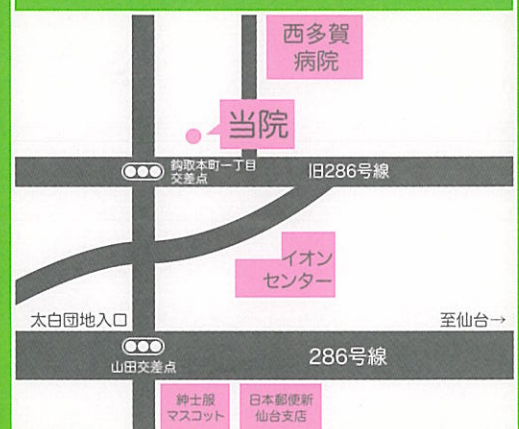 西多賀
病院
当院
鈎取本町一丁目
交差点
旧286号線
イオン
センター
太白団地入口
至仙台→
山田交差点
286号線
紳士服
マスコット
日本郵便新
仙台支店